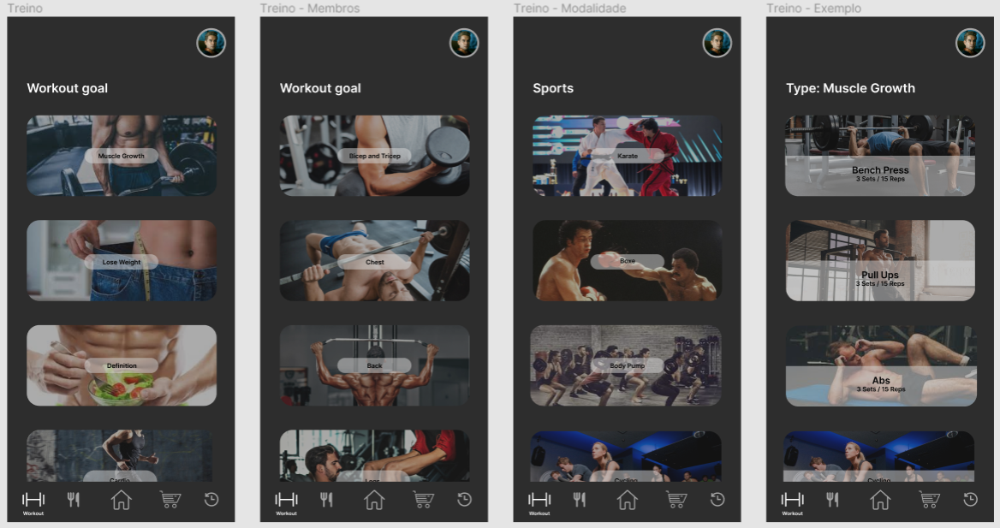 Treino
Workout goal
Muscle Growth
Lose Weight
Definition
Cardio
Workout
Treino - Membros
Workout goal
Bicep and Tricep
Chest
Back
Legs
Workout
Treino - Modalidade
Sports
Karate
Boxe
Body Pump
Cycling
Workout
Treino - Exemplo
Type: Muscle Growth
Bench Press
3 Sets / 15 Reps
Pull Ups
3 Sets / 15 Reps
Abs
3 Sets / 15 Reps
Cycling
Workout